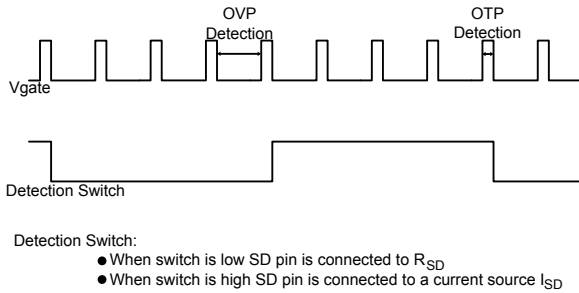 OVP
Detection
OTP
Detection
Vgate
Detection Switch
Detection Switch:
● When switch is low SD pin is connected to RSD
● When switch is high SD pin is connected to a current source ISD